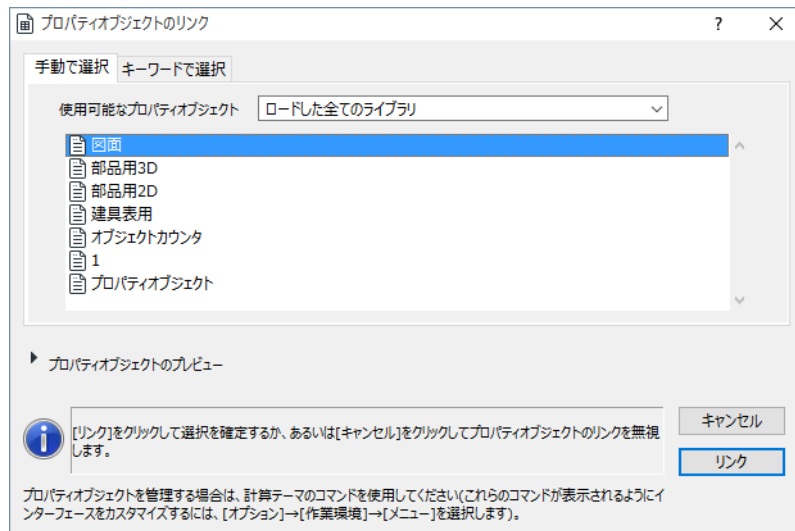 プロパティオブジェクトのリンク
?
手動で選択 キーワードで選択
使用可能なプロパティオブジェクト ロードした全てのライブラリ
図面
部品用3D
部品用2D
建具表用
オブジェクトカウンタ
1
プロパティオブジェクト
プロパティオブジェクトのプレビュー
[リンク]をクリックして選択を確定するか、あるいは[キャンセル]をクリックしてプロパティオブジェクトのリンクを無視
します。
キャンセル
リンク
プロパティオブジェクトを管理する場合は、計算テーマのコマンドを使用してください(これらのコマンドが表示されるようにイ
ンターフェースをカスタマイズするには、[オプション]→[作業環境]→[メニュー]を選択します)。